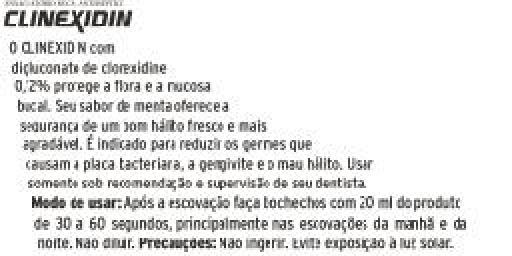 CLINEXIDIN
O CLINEXIDIN com
digluconato de clorexidine
0,12% protege a flora e a mucosa
bucal. Seu sabor de menta oferece a
segurança de um bom hálito fresco e mais
agradável. É indicado para reduzir os germes que
causam a placa bacteriana, a gengivite e o mau hálito. Usar
somente sob recomendação e supervisão de seu dentista.
Modo de usar: Após a escovação faça bochechos com 20 ml do produto
de 30 a 60 segundos, principalmente nas escovações da manhã e da
noite. Não diluir. Precauções: Não ingerir. Evite exposição à luz solar.